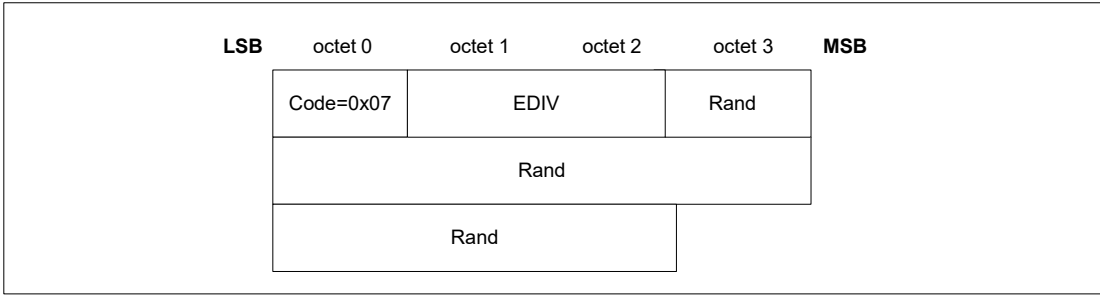 LSB octet 0 octet 1 octet 2 octet 3 MSB
Code=0x07 EDIV Rand
Rand
Rand